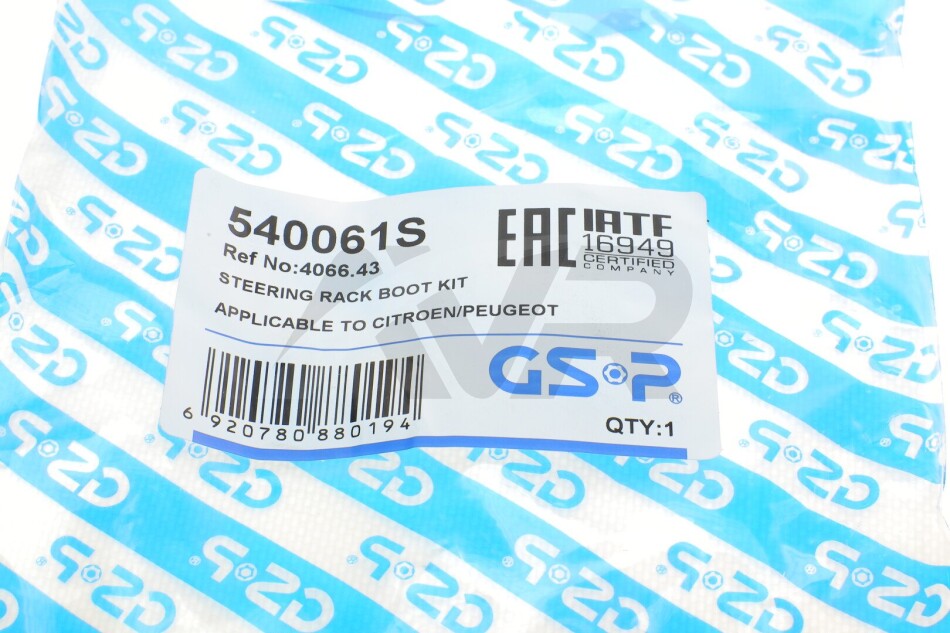 540061S
Ref No:4066.43
STEERING RACK BOOT KIT
APPLICABLE TO CITROEN/PEUGEOT
EAC
IATF
16949
CERTIFIED
COMPANY
GSP®
6 920780 880194
QTY:1